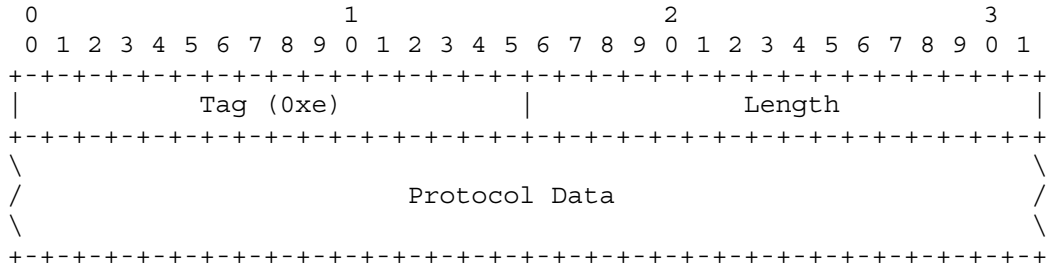 0                   1                   2                   3
 0 1 2 3 4 5 6 7 8 9 0 1 2 3 4 5 6 7 8 9 0 1 2 3 4 5 6 7 8 9 0 1
+-+-+-+-+-+-+-+-+-+-+-+-+-+-+-+-+-+-+-+-+-+-+-+-+-+-+-+-+-+-+-+-+
|           Tag (0xe)           |             Length            |
+-+-+-+-+-+-+-+-+-+-+-+-+-+-+-+-+-+-+-+-+-+-+-+-+-+-+-+-+-+-+-+-+
\                                                               \
/                        Protocol Data                          /
\                                                               \
+-+-+-+-+-+-+-+-+-+-+-+-+-+-+-+-+-+-+-+-+-+-+-+-+-+-+-+-+-+-+-+-+